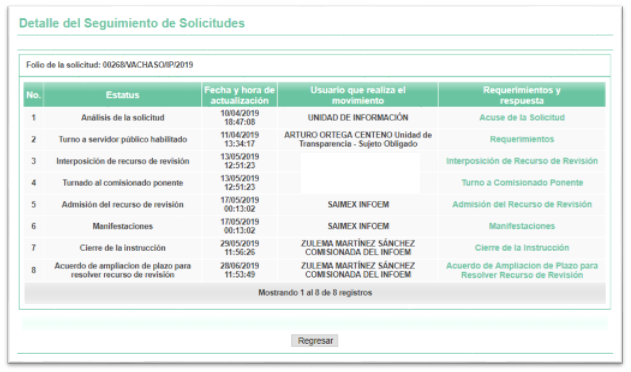 Detalle del Seguimiento de Solicitudes
Folio de la solicitud: 00268/VACHASO/IP/2019
No. Estatus Fecha y hora de actualización Usuario que realiza el movimiento Requerimientos y respuesta
1 Análisis de la solicitud 10/04/2019 18:47:08 UNIDAD DE INFORMACIÓN Acuse de la Solicitud
2 Turno a servidor público habilitado 11/04/2019 13:34:17 ARTURO ORTEGA CENTENO Unidad de Transparencia - Sujeto Obligado Requerimientos
3 Interposición de recurso de revisión 13/05/2019 12:51:23 Interposición de Recurso de Revisión
4 Turnado al comisionado ponente 13/05/2019 12:51:23 Turno a Comisionado Ponente
5 Admisión del recurso de revisión 17/05/2019 00:13:02 SAIMEX INFOEM Admisión del Recurso de Revisión
6 Manifestaciones 17/05/2019 00:13:02 SAIMEX INFOEM Manifestaciones
7 Cierre de la instrucción 29/05/2019 11:56:26 ZULEMA MARTÍNEZ SÁNCHEZ COMISIONADA DEL INFOEM Cierre de la Instrucción
8 Acuerdo de ampliacion de plazo para resolver recurso de revisión 28/06/2019 11:53:49 ZULEMA MARTÍNEZ SÁNCHEZ COMISIONADA DEL INFOEM Acuerdo de Ampliacion de Plazo para Resolver Recurso de Revisión
Mostrando 1 al 8 de 8 registros
Regresar